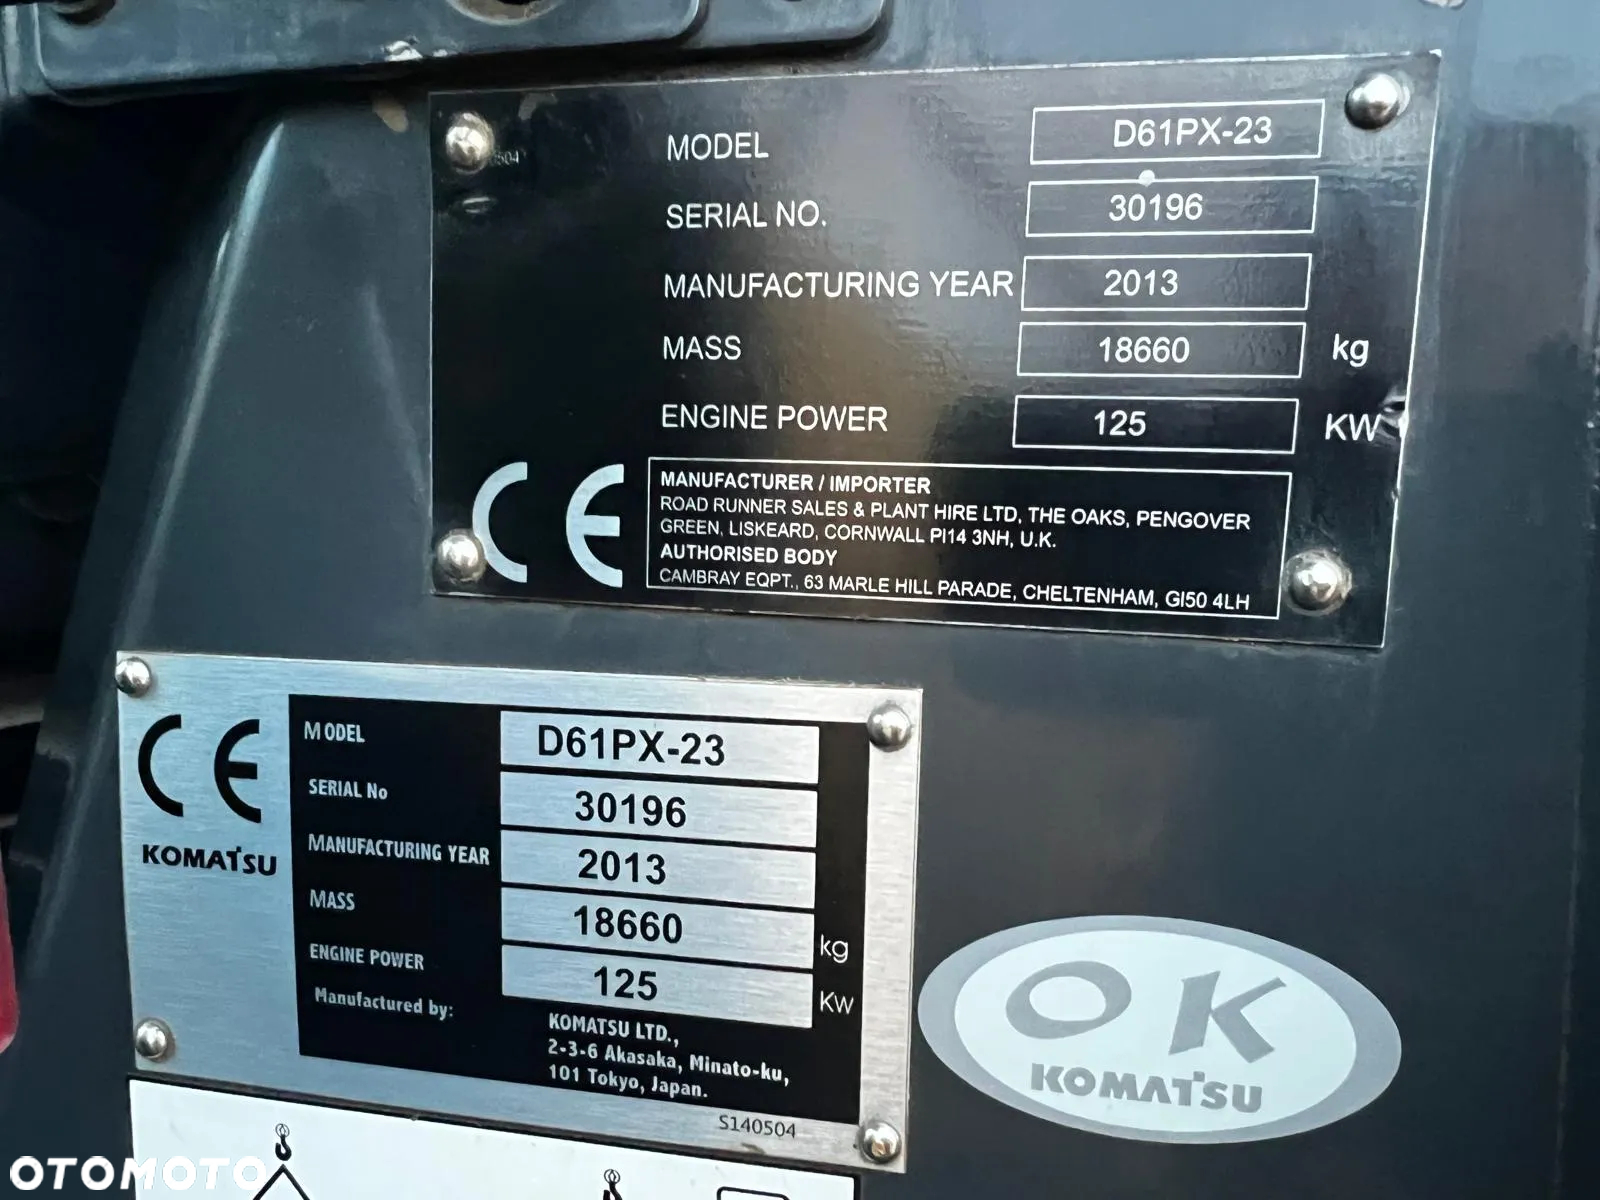 MODEL D61PX-23
SERIAL NO. 30196
MANUFACTURING YEAR 2013
MASS 18660 kg
ENGINE POWER 125 KW
CE
MANUFACTURER / IMPORTER
ROAD RUNNER SALES & PLANT HIRE LTD, THE OAKS, PENGOVER
GREEN, LISKEARD, CORNWALL PI14 3NH, U.K.
AUTHORISED BODY
CAMBRAY EQPT., 63 MARLE HILL PARADE, CHELTENHAM, GI50 4LH
CE
KOMATSU
MODEL D61PX-23
SERIAL No 30196
MANUFACTURING YEAR 2013
MASS 18660 kg
ENGINE POWER 125 KW
Manufactured by: KOMATSU LTD.,
2-3-6 Akasaka, Minato-ku,
101 Tokyo, Japan.
S140504
OK
KOMATSU
OTOMOTO